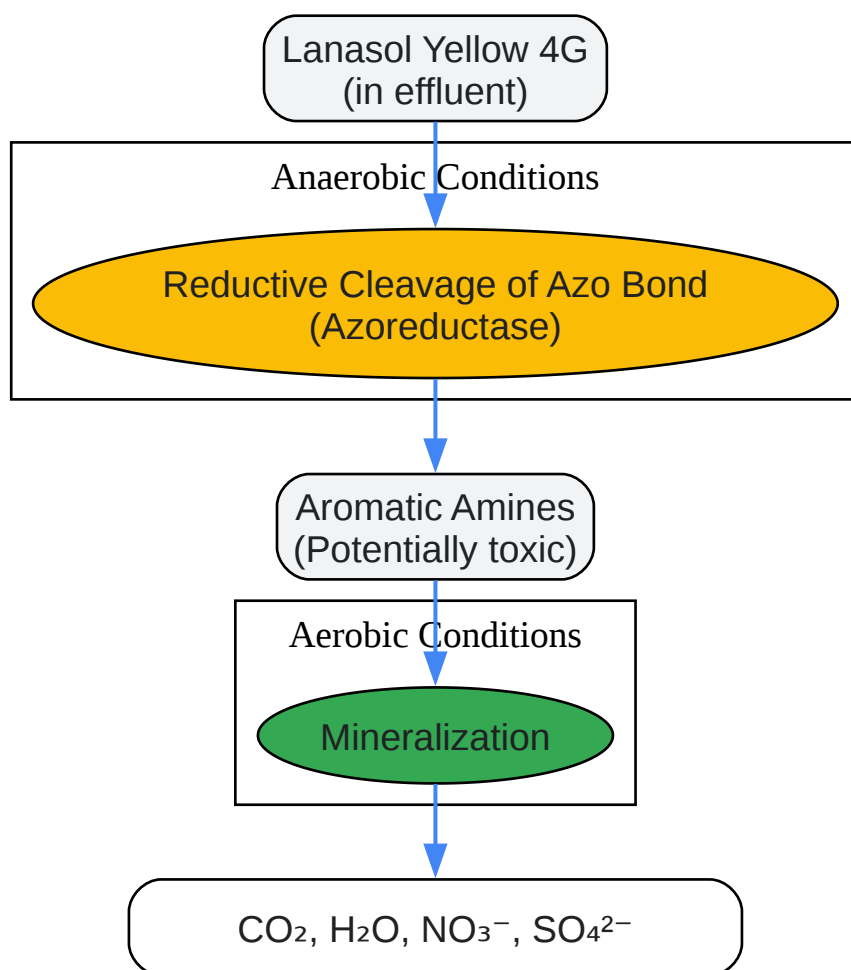 Lanasol Yellow 4G
(in effluent)
Anaerobic Conditions
Reductive Cleavage of Azo Bond
(Azoreductase)
Aromatic Amines
(Potentially toxic)
Aerobic Conditions
Mineralization
CO₂, H₂O, NO₃⁻, SO₄²⁻